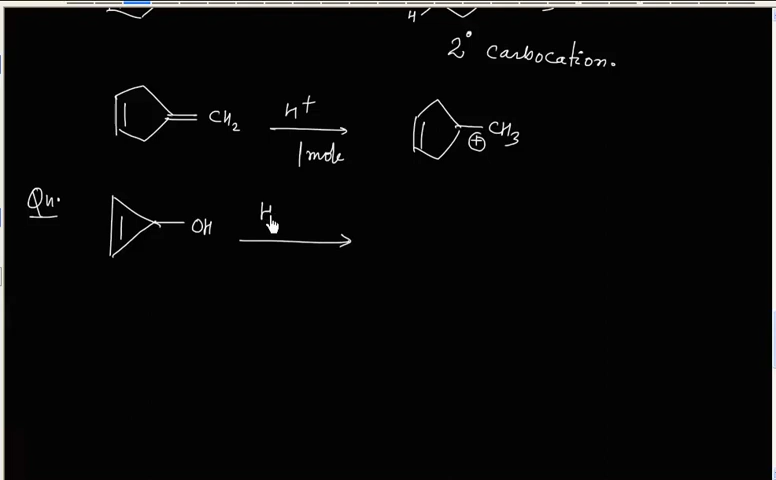 2° carbocation.
CH2 H+ CH3
1 mole +
Qn.
OH H